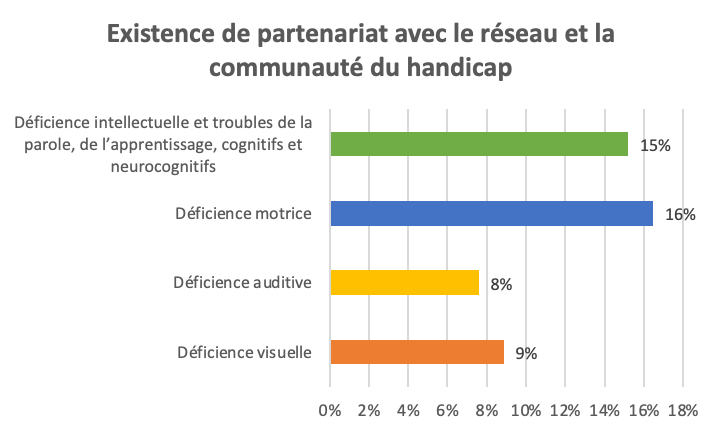 Existence de partenariat avec le réseau et la
communauté du handicap
Déficience intellectuelle et troubles de la
parole, de l’apprentissage, cognitifs et
neurocognitifs
15%
Déficience motrice
16%
Déficience auditive
8%
Déficience visuelle
9%
0% 2% 4% 6% 8% 10% 12% 14% 16% 18%